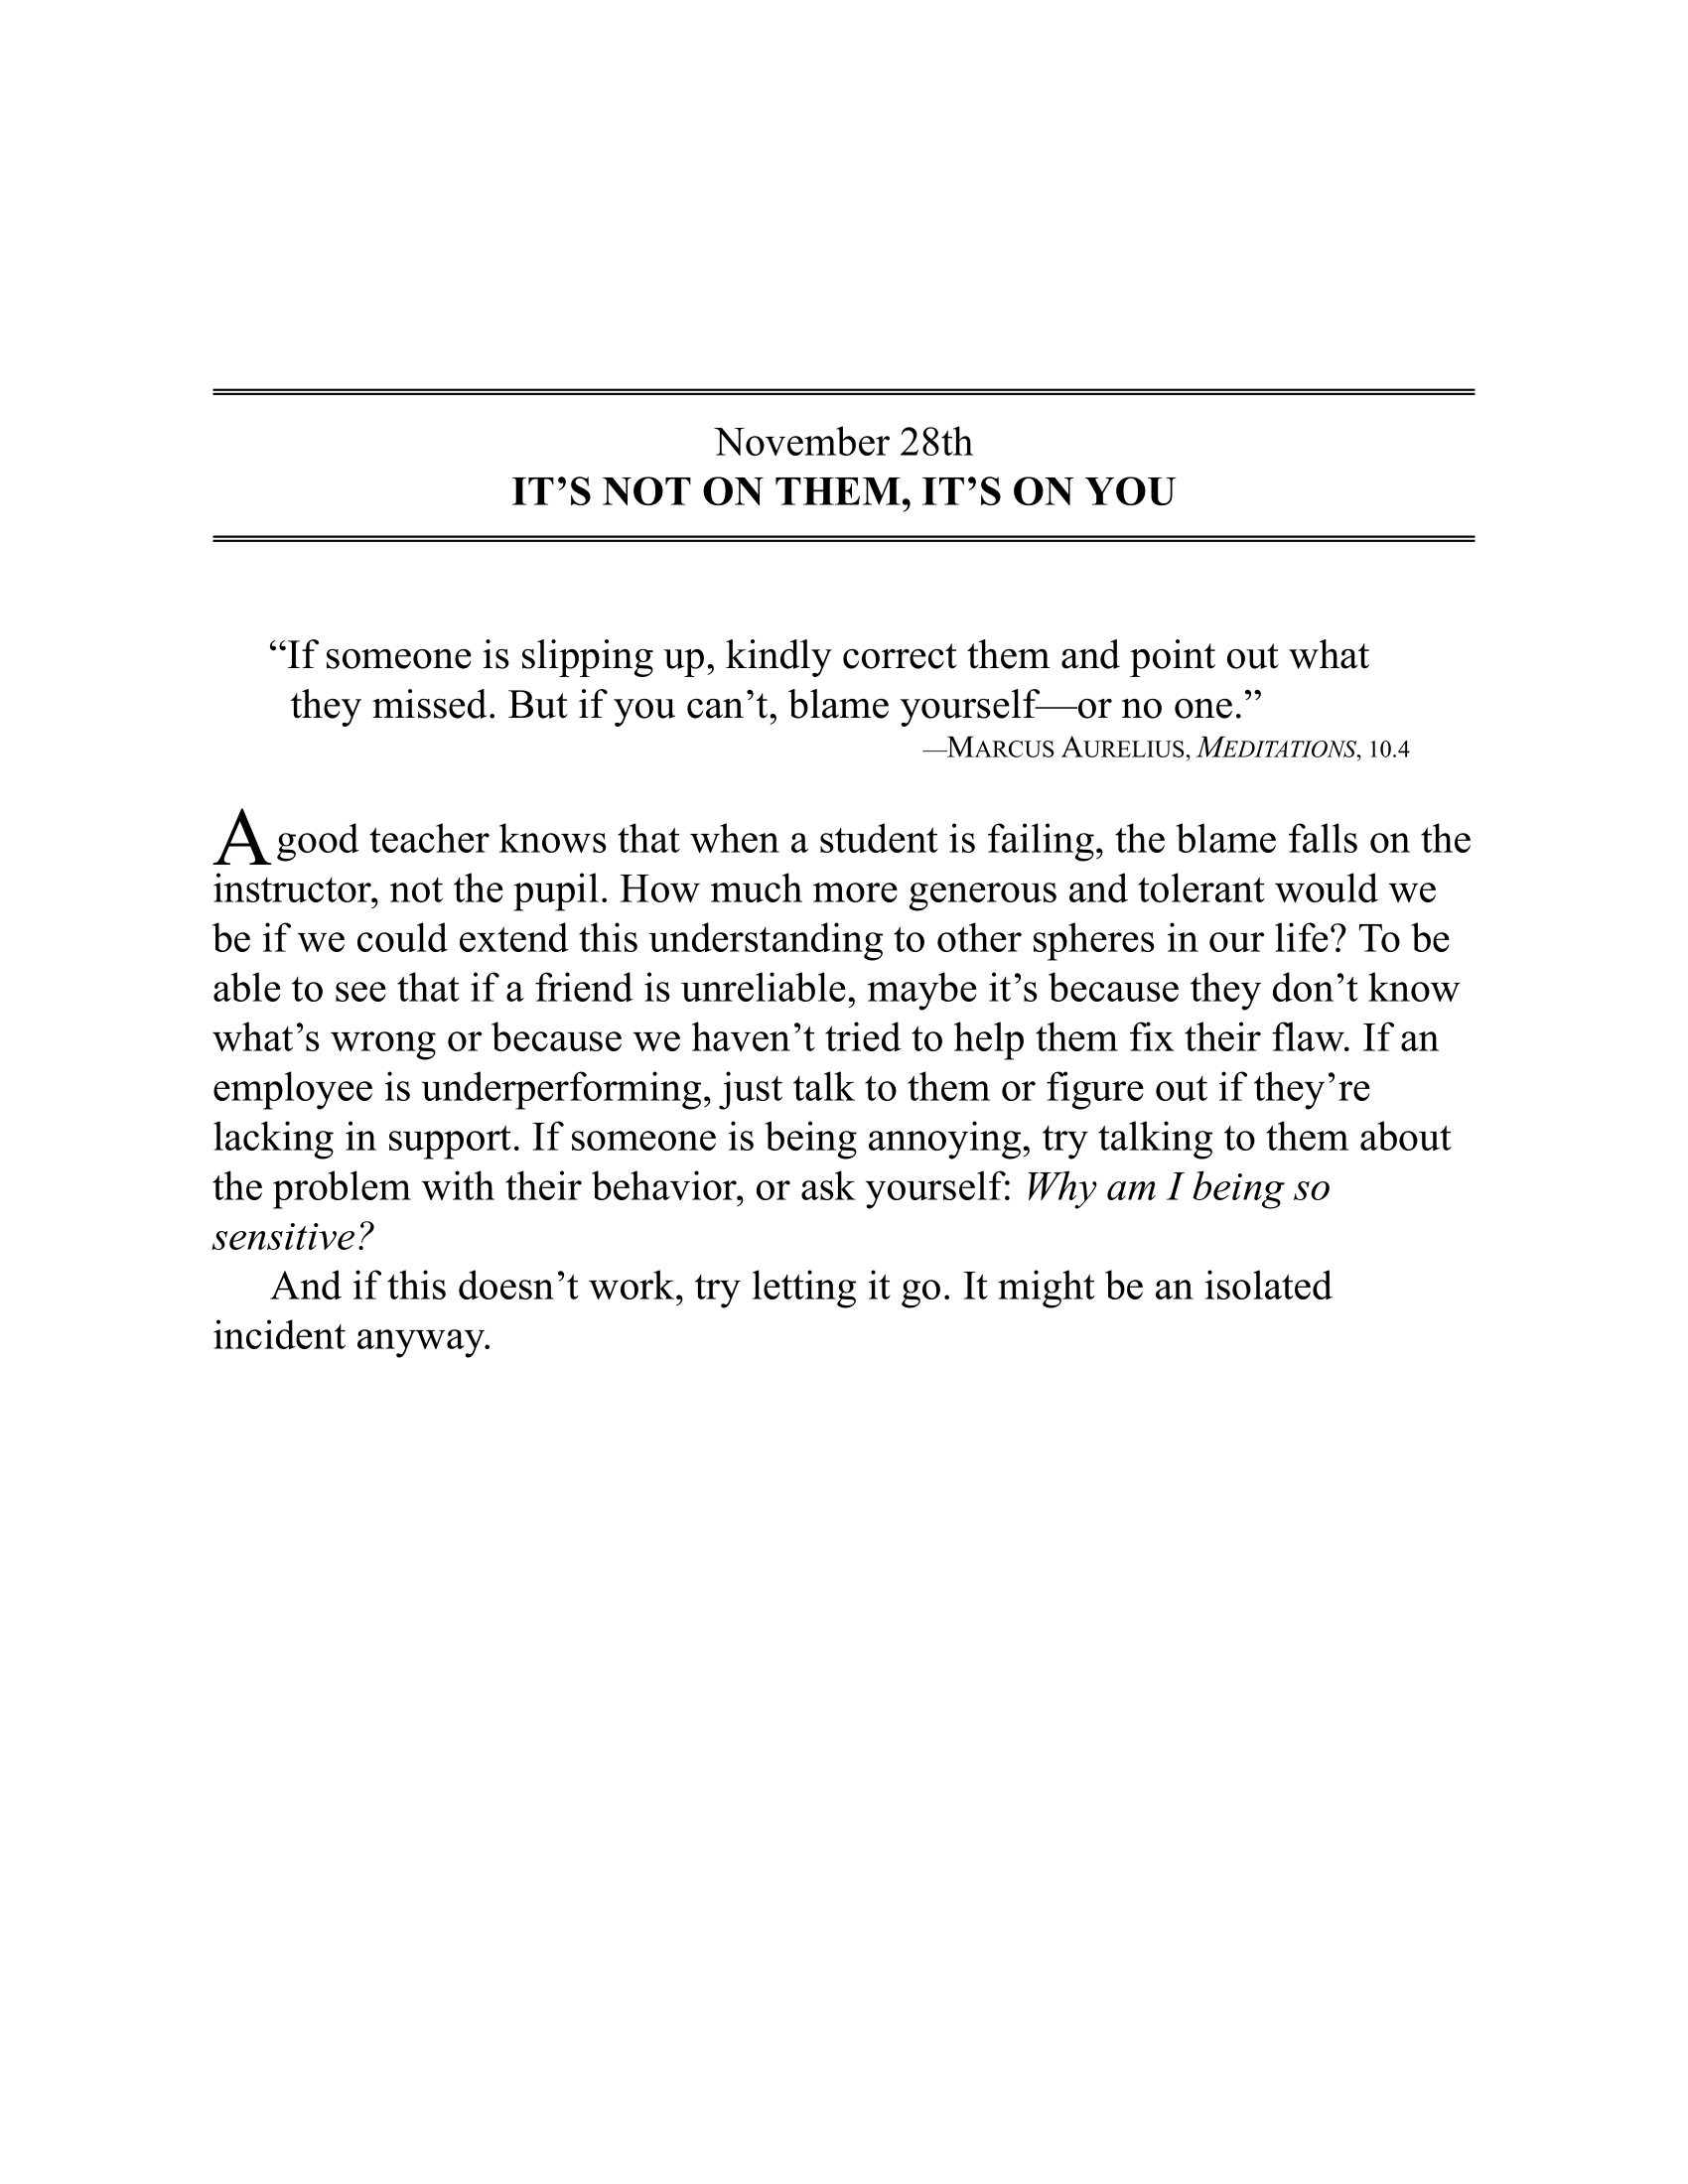 November 28th
IT’S NOT ON THEM, IT’S ON YOU
“If someone is slipping up, kindly correct them and point out what
they missed. But if you can’t, blame yourself—or no one.”
—MARCUS AURELIUS, MEDITATIONS, 10.4
A good teacher knows that when a student is failing, the blame falls on the
instructor, not the pupil. How much more generous and tolerant would we
be if we could extend this understanding to other spheres in our life? To be
able to see that if a friend is unreliable, maybe it’s because they don’t know
what’s wrong or because we haven’t tried to help them fix their flaw. If an
employee is underperforming, just talk to them or figure out if they’re
lacking in support. If someone is being annoying, try talking to them about
the problem with their behavior, or ask yourself: Why am I being so
sensitive?
And if this doesn’t work, try letting it go. It might be an isolated
incident anyway.